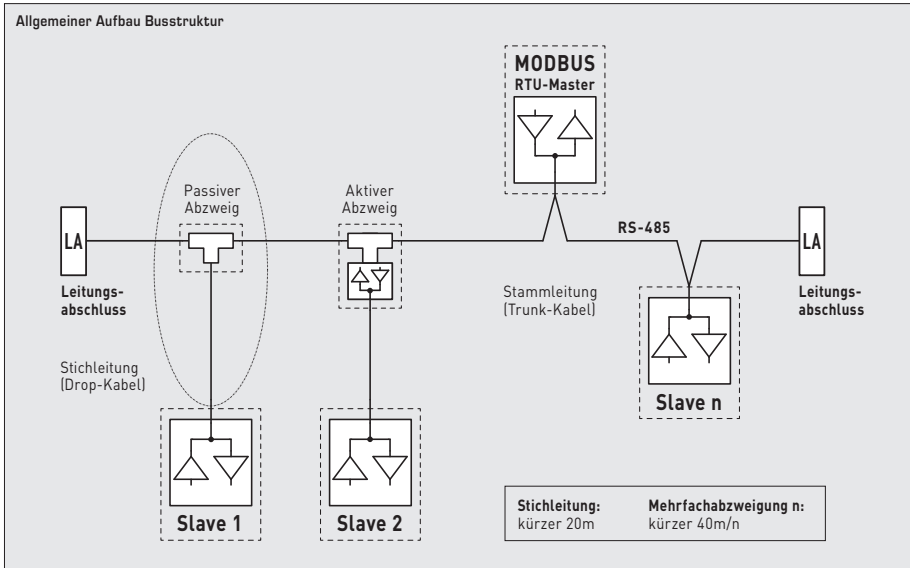 Allgemeiner Aufbau Busstruktur
MODBUS
RTU-Master
Passiver
Abzweig
Aktiver
Abzweig
RS-485
LA
LA
Leitungs-
abschluss
Stammleitung
(Trunk-Kabel)
Leitungs-
abschluss
Stichleitung
(Drop-Kabel)
Slave n
Slave 1
Slave 2
Stichleitung:
kürzer 20m
Mehrfachabzweigung n:
kürzer 40m/n